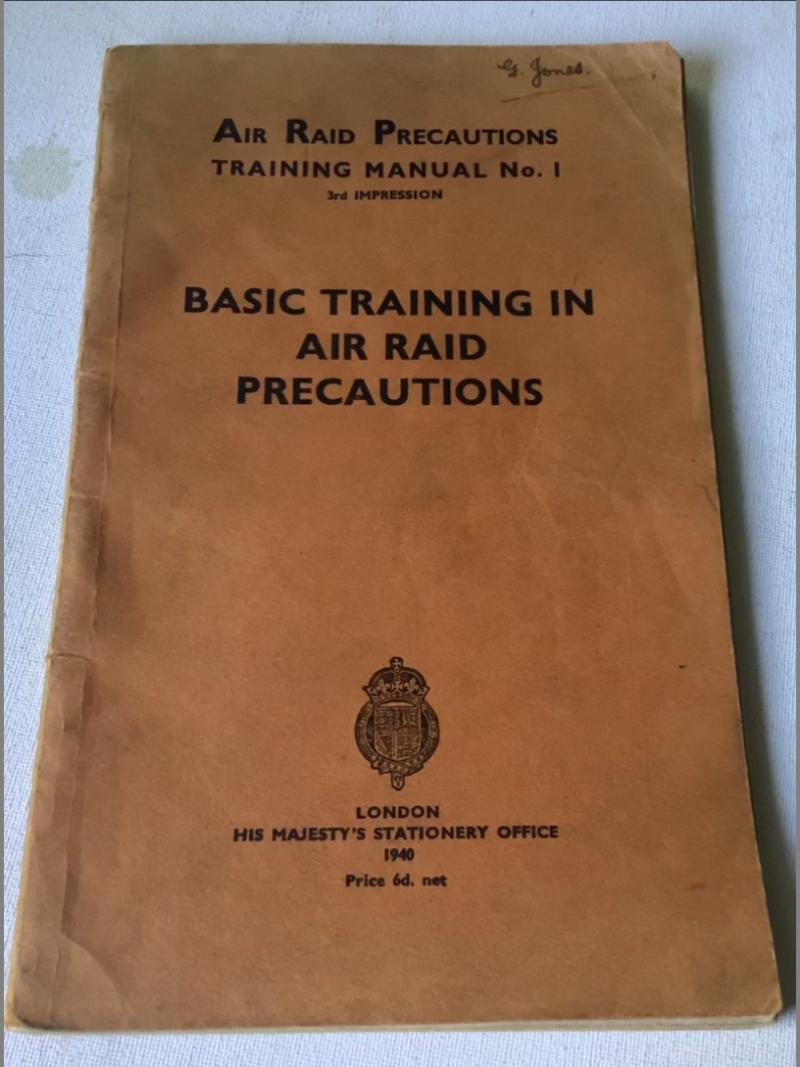 G. Jones.
AIR RAID PRECAUTIONS
TRAINING MANUAL No. 1
3rd IMPRESSION
BASIC TRAINING IN
AIR RAID
PRECAUTIONS
LONDON
HIS MAJESTY'S STATIONERY OFFICE
1940
Price 6d. net